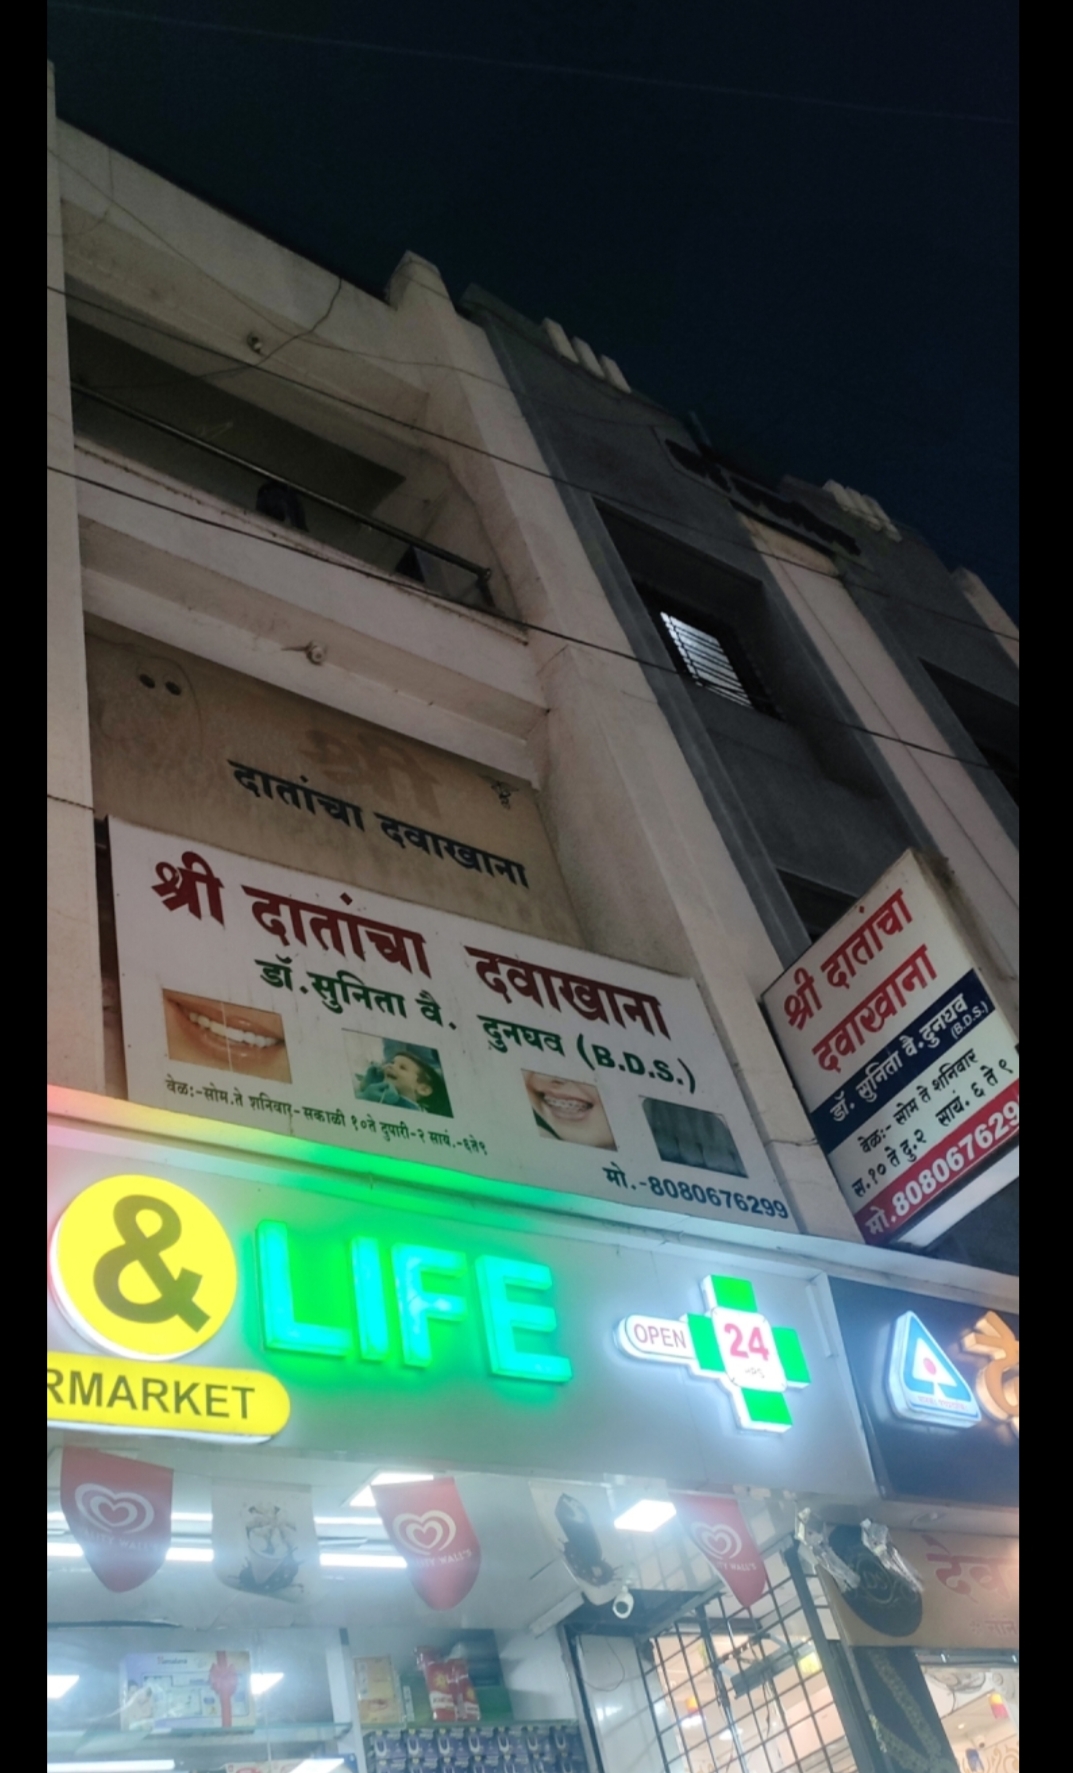 दातांचा दवाखाना
श्री दातांचा दवाखाना
डॉ.सुनिता वै. दुनघव (B.D.S.)
वेळः-सोम.ते शनिवार-सकाळी १०ते दुपारी-२ सायं.-६ते९
मो.-8080676299
श्री दातांचा
दवाखाना
डॉ. सुनिता वै.दुनघव
(B.D.S.)
वेळः- सोम ते शनिवार
स.१० ते दु.२ सायं. ६ ते ९
मो.808067629
& LIFE
RMARKET
OPEN 24
HRS